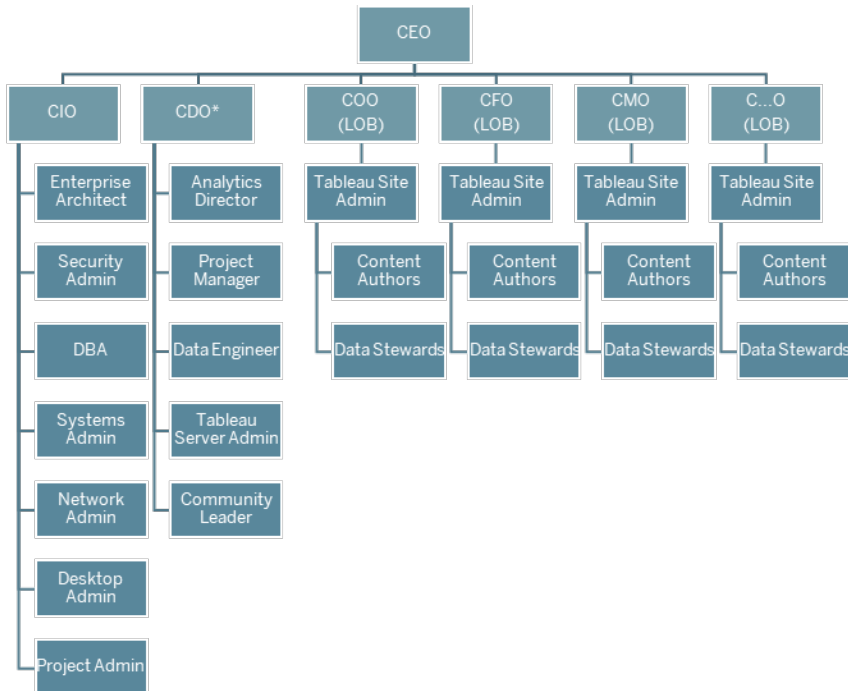 CEO
CIO
CDO*
COO
(LOB)
CFO
(LOB)
CMO
(LOB)
C...O
(LOB)
Enterprise
Architect
Analytics
Director
Tableau Site
Admin
Tableau Site
Admin
Tableau Site
Admin
Tableau Site
Admin
Security
Admin
Project
Manager
Content
Authors
Content
Authors
Content
Authors
Content
Authors
DBA
Data Engineer
Data Stewards
Data Stewards
Data Stewards
Data Stewards
Systems
Admin
Tableau
Server Admin
Network
Admin
Community
Leader
Desktop
Admin
Project Admin